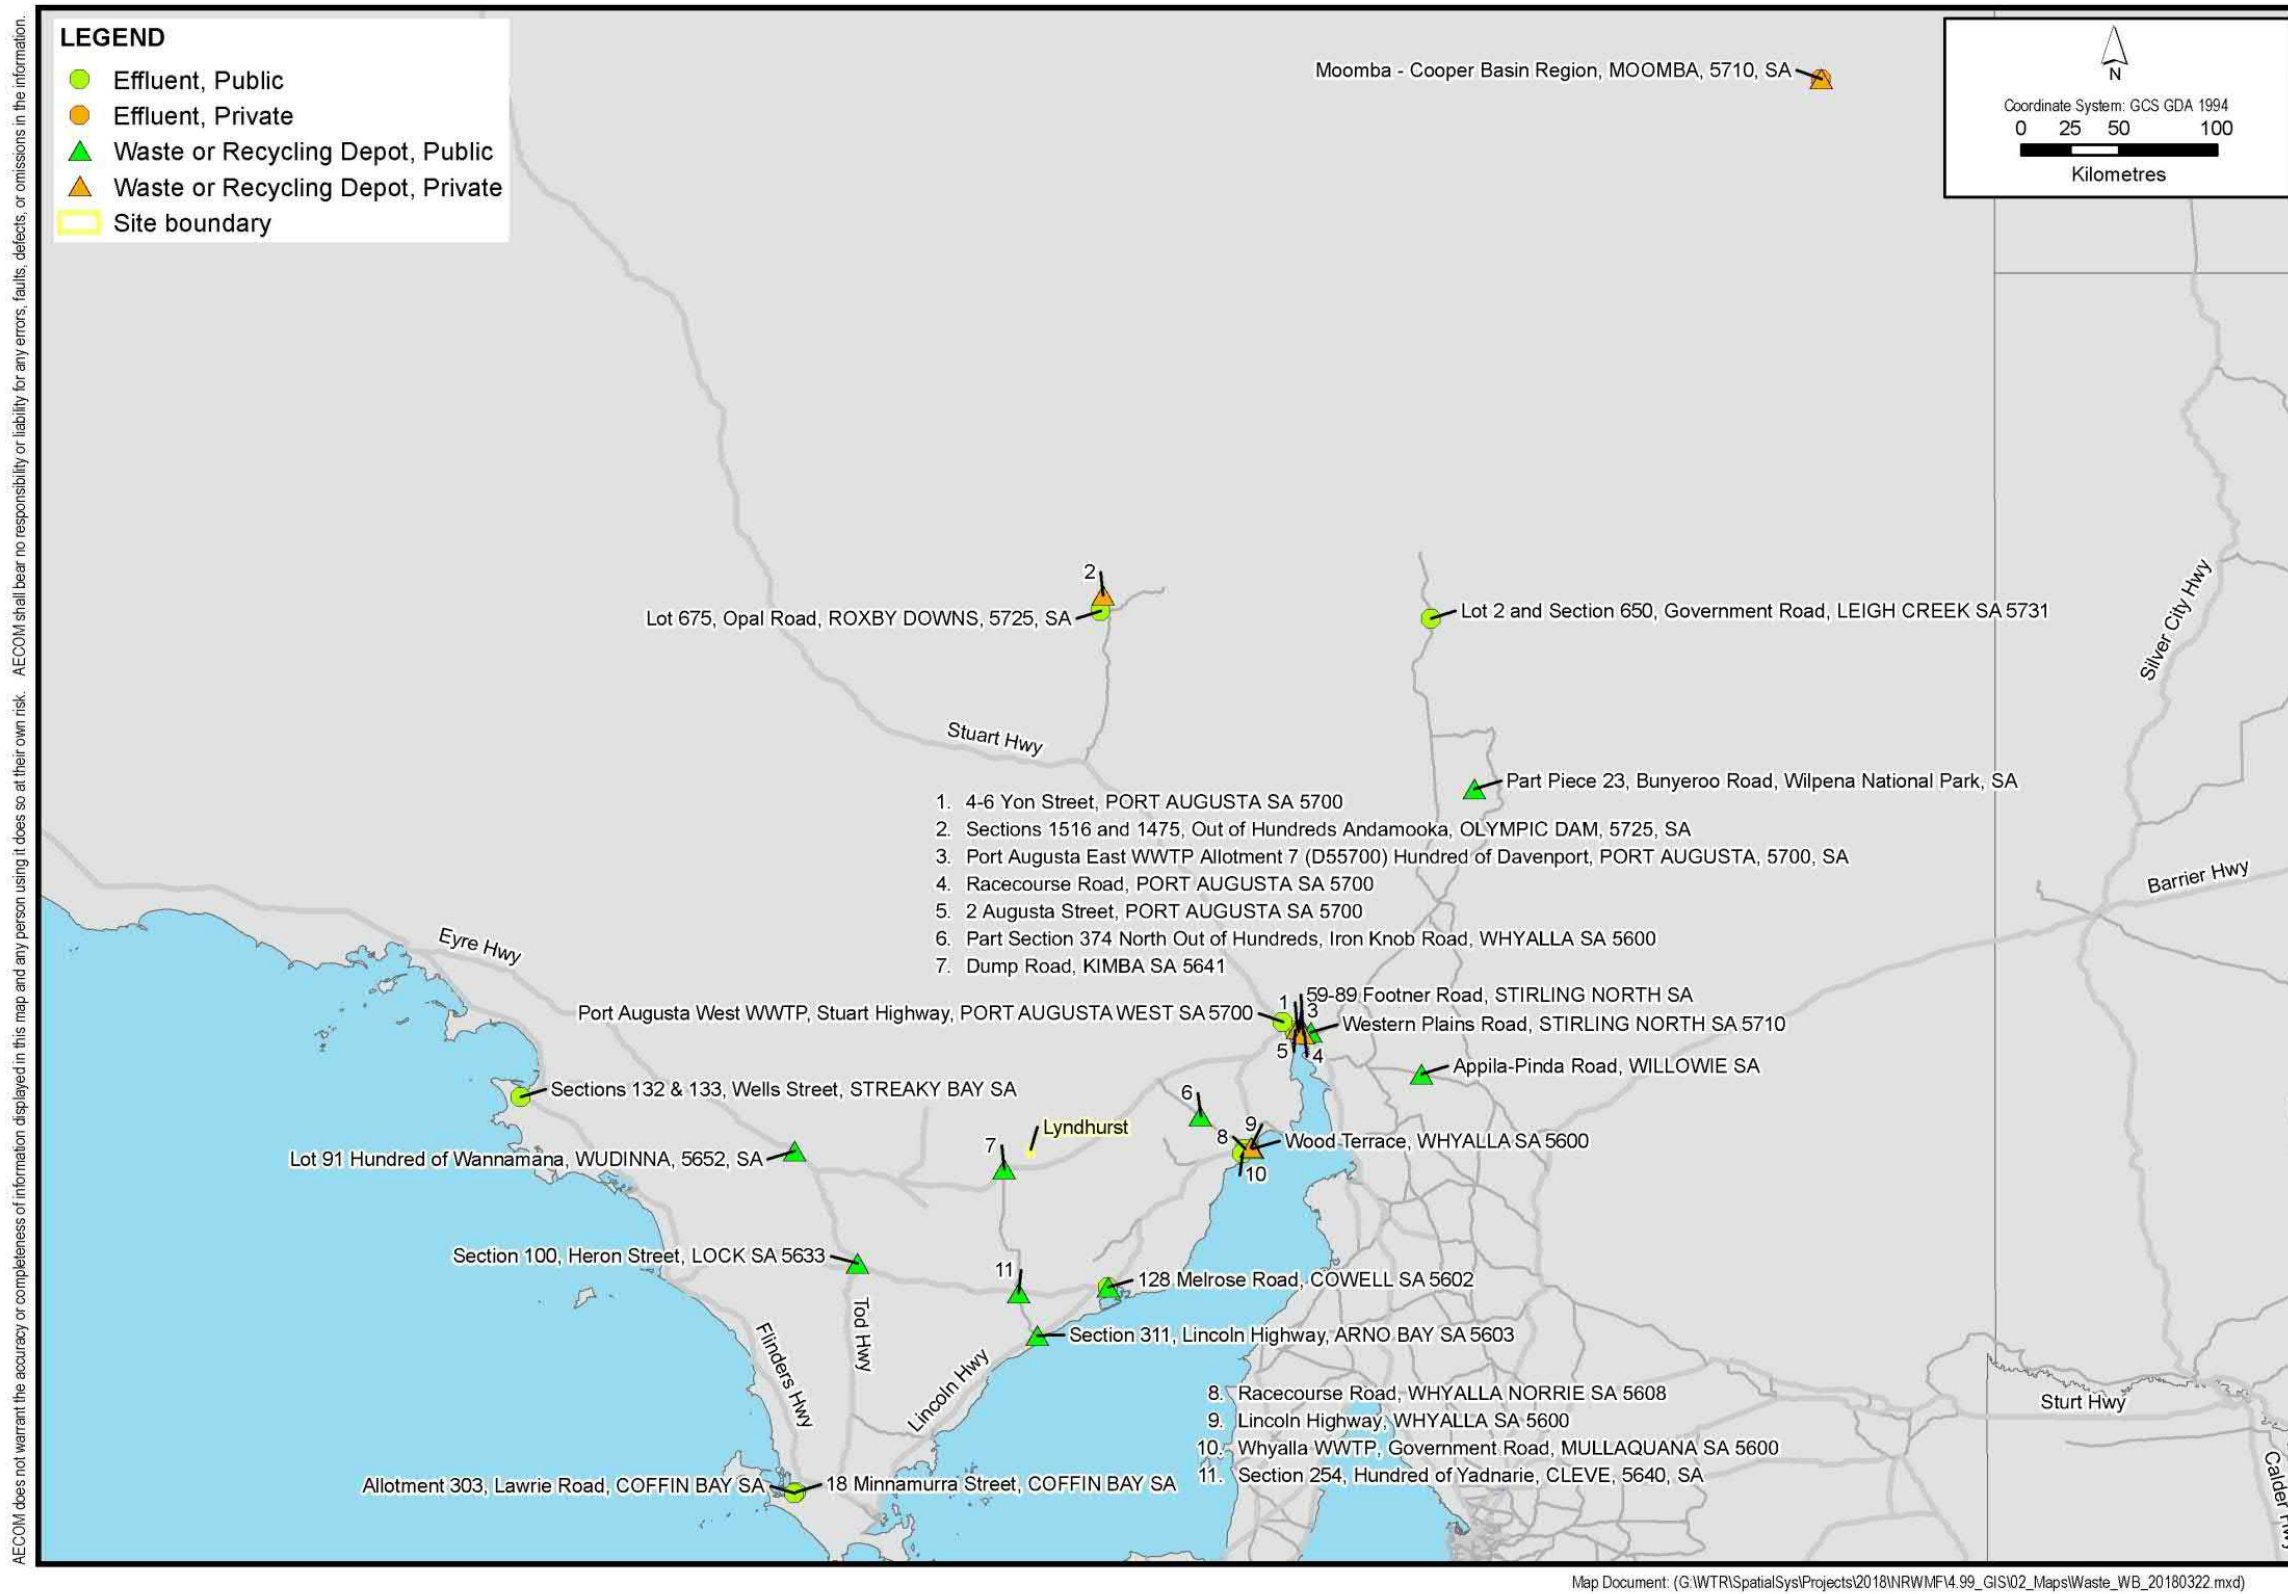 LEGEND
Effluent, Public
Effluent, Private
Waste or Recycling Depot, Public
Waste or Recycling Depot, Private
Site boundary
N
Coordinate System: GCS GDA 1994
0 25 50 100
Kilometres
Moomba - Cooper Basin Region, MOOMBA, 5710, SA
2
Lot 675, Opal Road, ROXBY DOWNS, 5725, SA
Lot 2 and Section 650, Government Road, LEIGH CREEK SA 5731
Silver City Hwy
Stuart Hwy
Part Piece 23, Bunyeroo Road, Wilpena National Park, SA
1. 4-6 Yon Street, PORT AUGUSTA SA 5700
2. Sections 1516 and 1475, Out of Hundreds Andamooka, OLYMPIC DAM, 5725, SA
3. Port Augusta East WWTP Allotment 7 (D55700) Hundred of Davenport, PORT AUGUSTA, 5700, SA
4. Racecourse Road, PORT AUGUSTA SA 5700
5. 2 Augusta Street, PORT AUGUSTA SA 5700
6. Part Section 374 North Out of Hundreds, Iron Knob Road, WHYALLA SA 5600
7. Dump Road, KIMBA SA 5641
Barrier Hwy
Eyre Hwy
1
59-89 Footner Road, STIRLING NORTH SA
3
Port Augusta West WWTP, Stuart Highway, PORT AUGUSTA WEST SA 5700
Western Plains Road, STIRLING NORTH SA 5710
5
4
Appila-Pinda Road, WILLOWIE SA
Sections 132 & 133, Wells Street, STREAKY BAY SA
6
Lyndhurst
9
8
Wood Terrace, WHYALLA SA 5600
7
Lot 91 Hundred of Wannamana, WUDINNA, 5652, SA
10
Section 100, Heron Street, LOCK SA 5633
11
128 Melrose Road, COWELL SA 5602
Tod Hwy
Section 311, Lincoln Highway, ARNO BAY SA 5603
Flinders Hwy
Lincoln Hwy
8. Racecourse Road, WHYALLA NORRIE SA 5608
9. Lincoln Highway, WHYALLA SA 5600
10. Whyalla WWTP, Government Road, MULLAQUANA SA 5600
11. Section 254, Hundred of Yadnarie, CLEVE, 5640, SA
Sturt Hwy
Calder Hwy
Allotment 303, Lawrie Road, COFFIN BAY SA
18 Minnamurra Street, COFFIN BAY SA
AECOM does not warrant the accuracy or completeness of information displayed in this map and any person using it does so at their own risk. AECOM shall bear no responsibility or liability for any errors, faults, defects, or omissions in the information.
Map Document: (G:\WTR\SpatialSys\Projects\2018\NRWMF\4.99_GIS\02_Maps\Waste_WB_20180322.mxd)